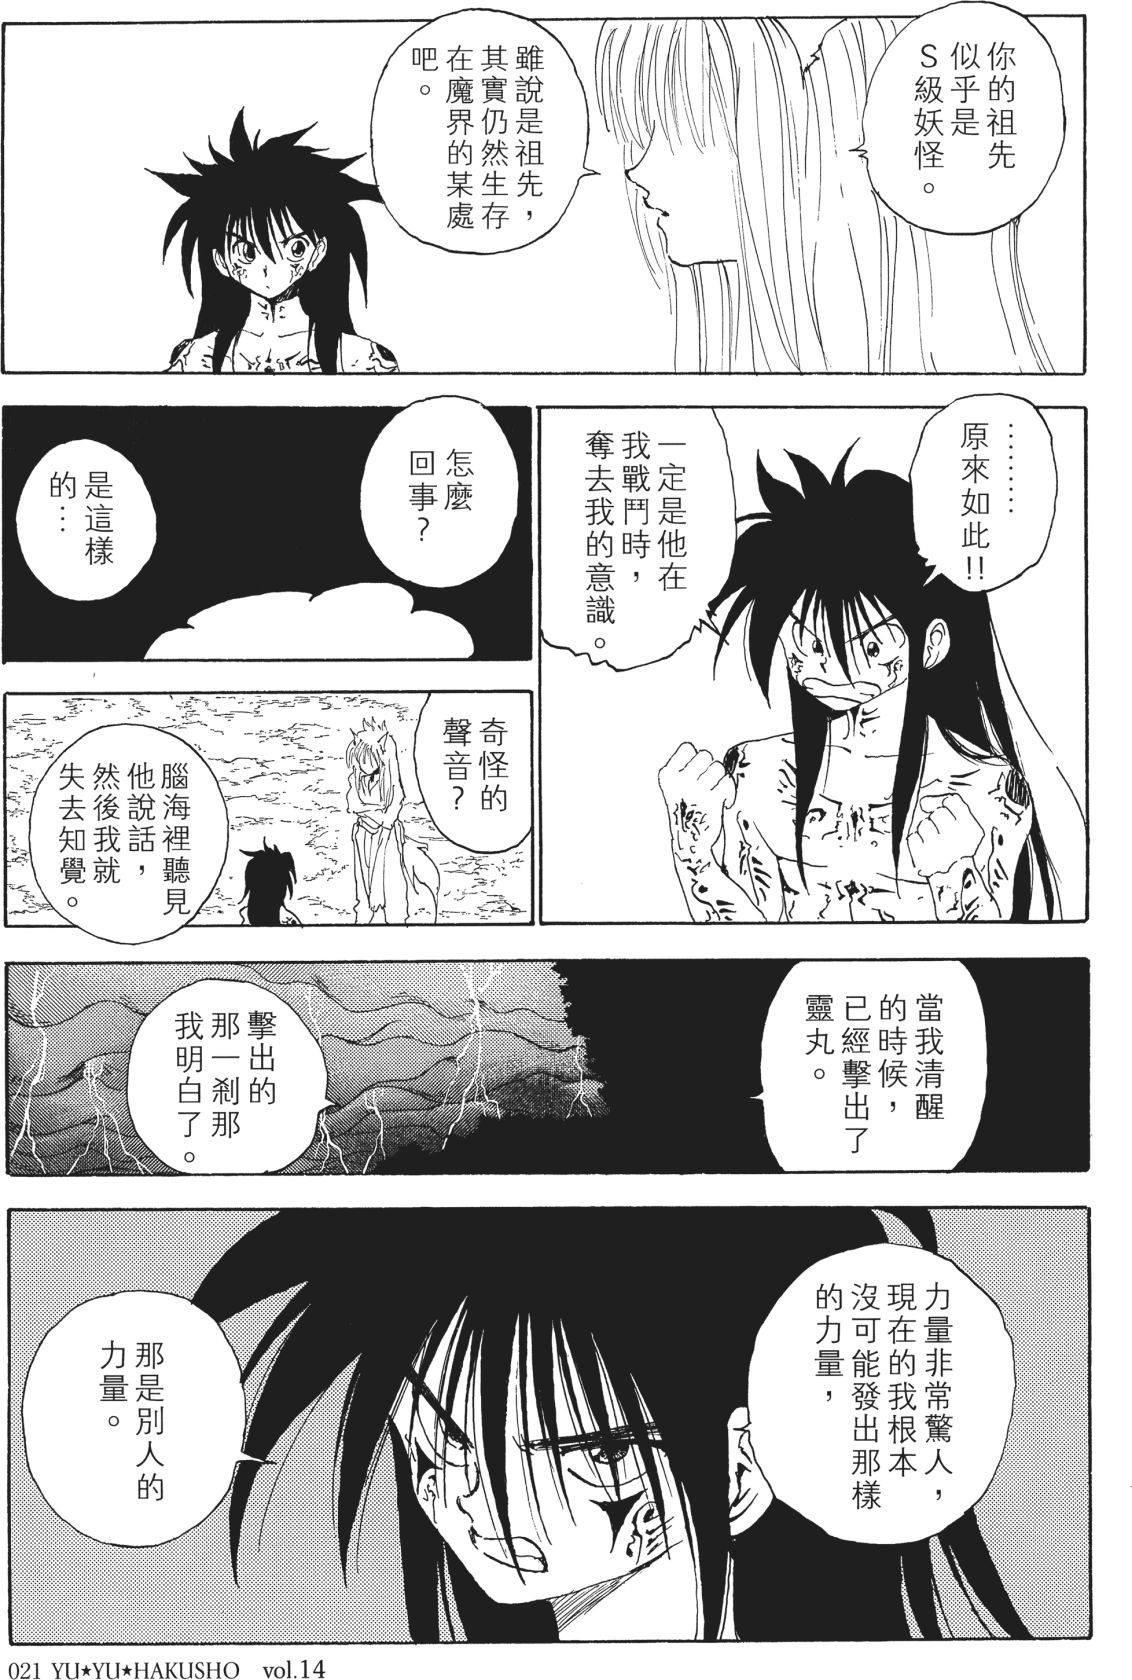 你的祖先
似乎是
S級妖怪。
雖說是祖先，
其實仍然生存
在魔界的某處
吧。
………
原來如此!!
一定是他在
我戰鬥時，
奪去我的意識。
怎麼
回事？
是這樣
的…
奇怪的
聲音？
腦海裡聽見
他說話，
然後我就
失去知覺。
當我清醒
的時候，
已經擊出了
靈丸。
擊出的
那一剎那
我明白了。
力量非常驚人，
現在的我根本
沒可能發出那樣
的力量，
那是別人的
力量。
021 YU★YU★HAKUSHO vol.14